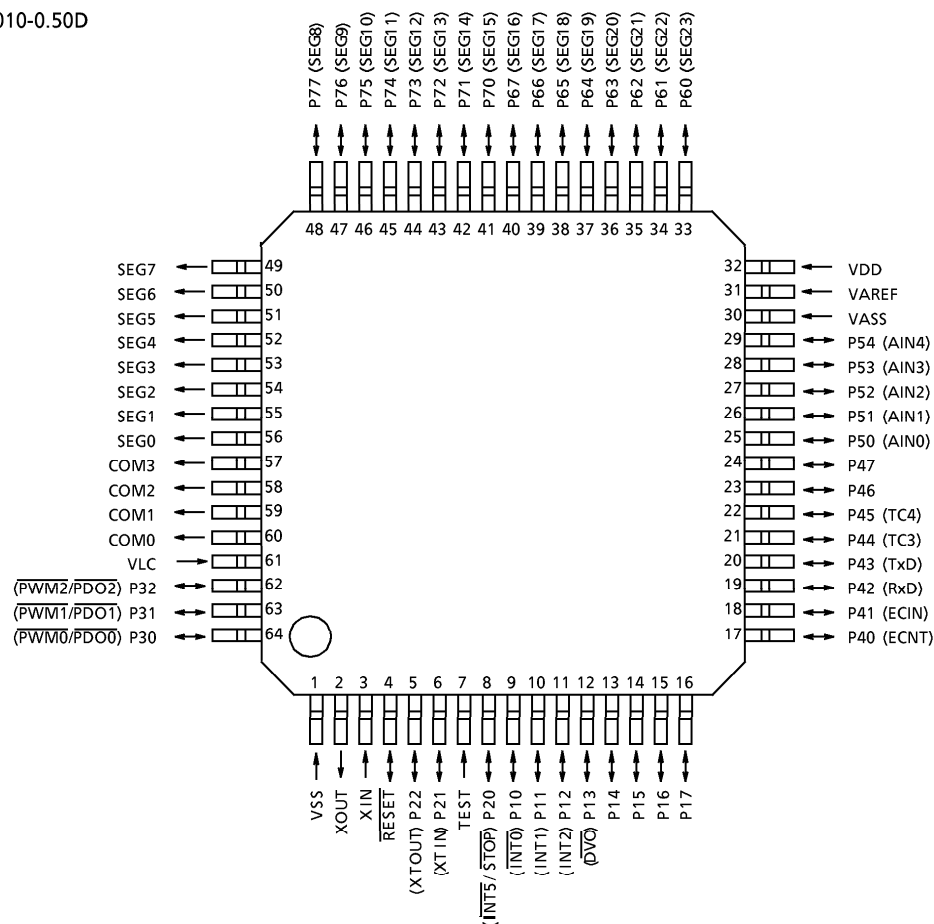 010-0.50D
P77 (SEG8)
P76 (SEG9)
P75 (SEG10)
P74 (SEG11)
P73 (SEG12)
P72 (SEG13)
P71 (SEG14)
P70 (SEG15)
P67 (SEG16)
P66 (SEG17)
P65 (SEG18)
P64 (SEG19)
P63 (SEG20)
P62 (SEG21)
P61 (SEG22)
P60 (SEG23)
48 47 46 45 44 43 42 41 40 39 38 37 36 35 34 33
SEG7 49
SEG6 50
SEG5 51
SEG4 52
SEG3 53
SEG2 54
SEG1 55
SEG0 56
COM3 57
COM2 58
COM1 59
COM0 60
VLC 61
(PWM2/PDO2) P32 62
(PWM1/PDO1) P31 63
(PWM0/PDO0) P30 64
32 VDD
31 VAREF
30 VASS
29 P54 (AIN4)
28 P53 (AIN3)
27 P52 (AIN2)
26 P51 (AIN1)
25 P50 (AIN0)
24 P47
23 P46
22 P45 (TC4)
21 P44 (TC3)
20 P43 (TxD)
19 P42 (RxD)
18 P41 (ECIN)
17 P40 (ECNT)
1 2 3 4 5 6 7 8 9 10 11 12 13 14 15 16
VSS
XOUT
XIN
RESET
(XTOUT) P22
(XTIN) P21
TEST
(INT5/STOP) P20
(INT0) P10
(INT1) P11
(INT2) P12
(DVO) P13
P14
P15
P16
P17